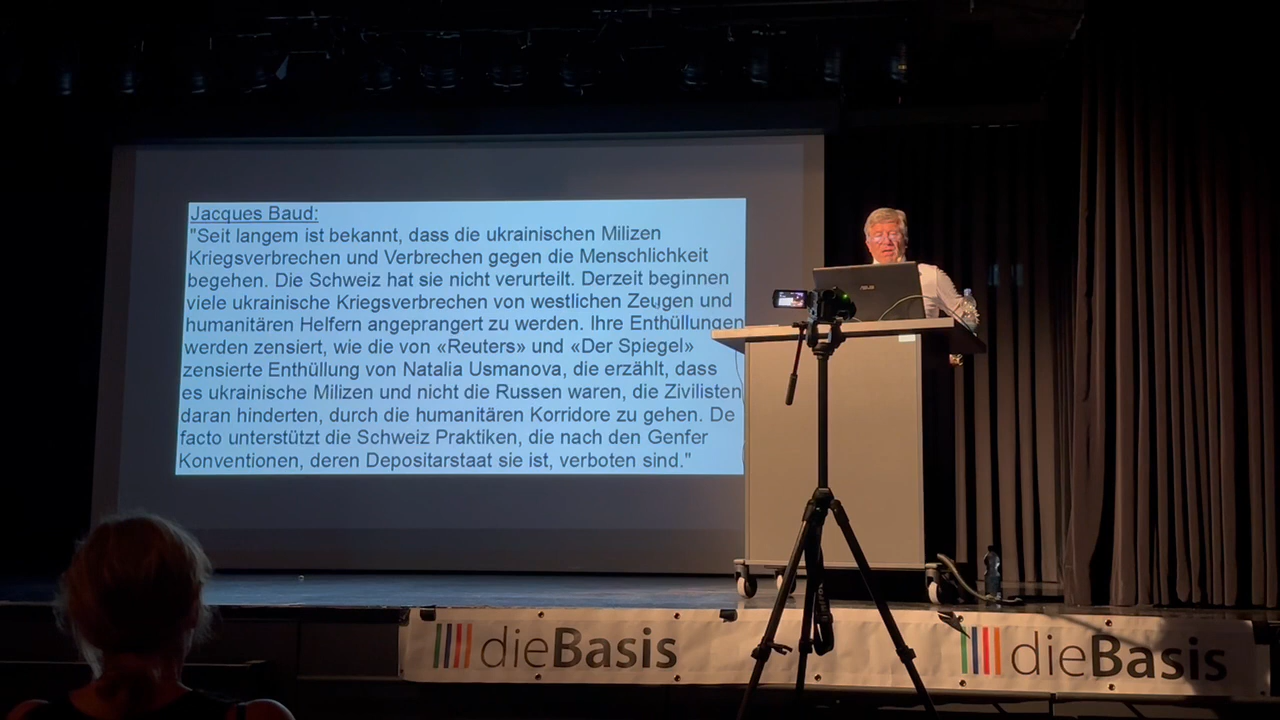 Jacques Baud:
"Seit langem ist bekannt, dass die ukrainischen Milizen
Kriegsverbrechen und Verbrechen gegen die Menschlichkeit
begehen. Die Schweiz hat sie nicht verurteilt. Derzeit beginnen
viele ukrainische Kriegsverbrechen von westlichen Zeugen und
humanitären Helfern angeprangert zu werden. Ihre Enthüllungen
werden zensiert, wie die von «Reuters» und «Der Spiegel»
zensierte Enthüllung von Natalia Usmanova, die erzählt, dass
es ukrainische Milizen und nicht die Russen waren, die Zivilisten
daran hinderten, durch die humanitären Korridore zu gehen. De
facto unterstützt die Schweiz Praktiken, die nach den Genfer
Konventionen, deren Depositarstaat sie ist, verboten sind."
ASUS
dieBasis
dieBasis